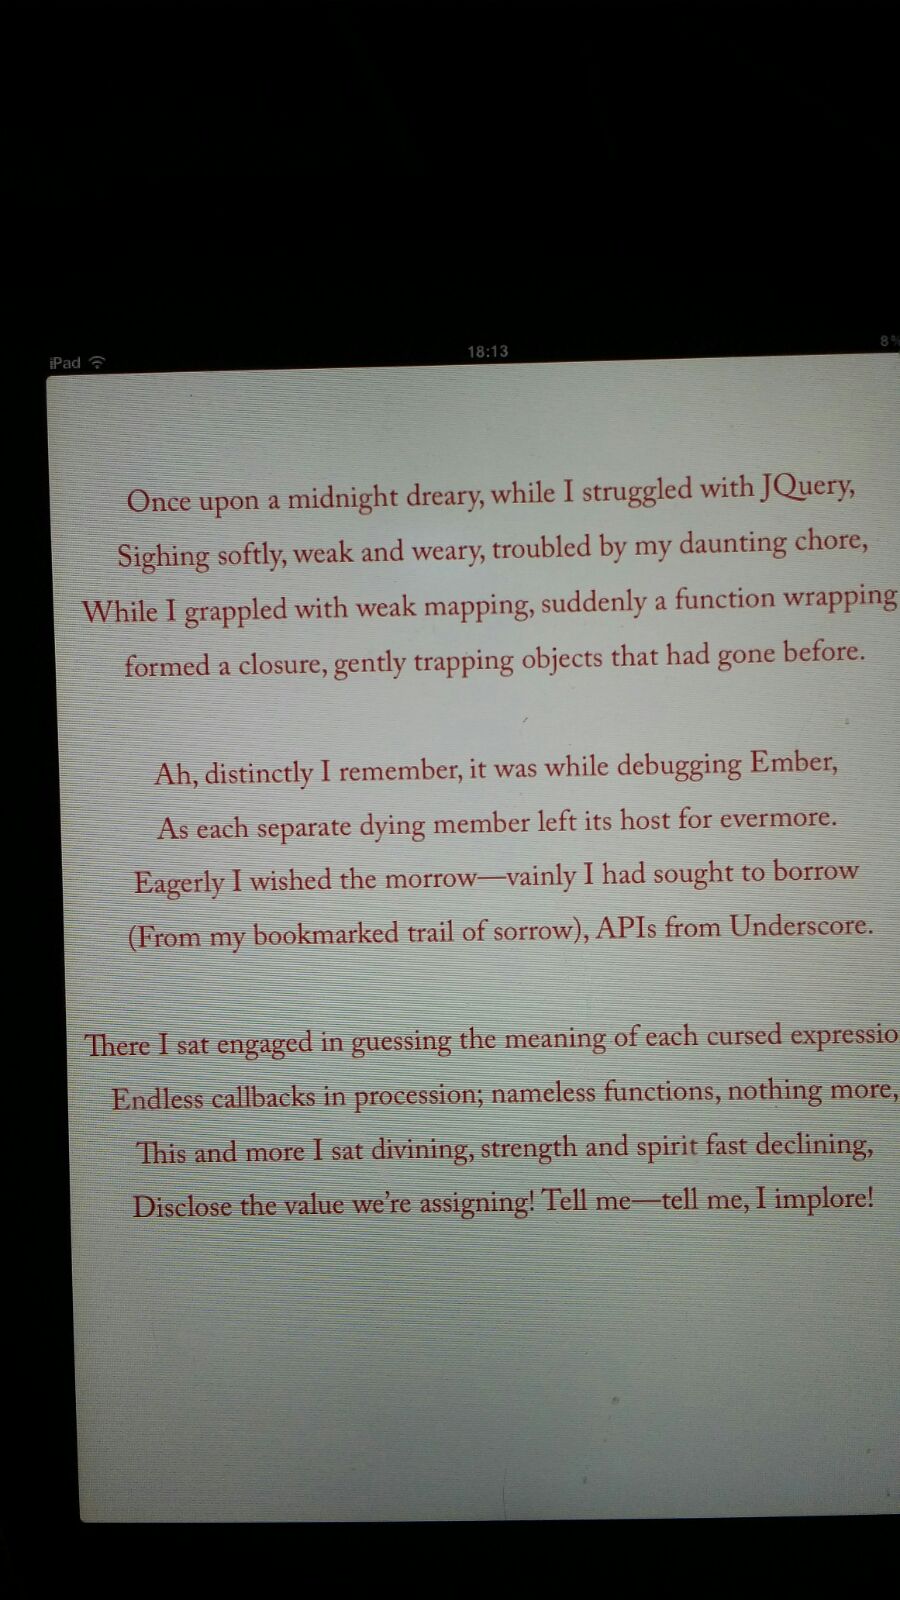 iPad
18:13
8%
Once upon a midnight dreary, while I struggled with JQuery,
Sighing softly, weak and weary, troubled by my daunting chore,
While I grappled with weak mapping, suddenly a function wrapping
formed a closure, gently trapping objects that had gone before.
Ah, distinctly I remember, it was while debugging Ember,
As each separate dying member left its host for evermore.
Eagerly I wished the morrow—vainly I had sought to borrow
(From my bookmarked trail of sorrow), APIs from Underscore.
There I sat engaged in guessing the meaning of each cursed expressio
Endless callbacks in procession; nameless functions, nothing more,
This and more I sat divining, strength and spirit fast declining,
Disclose the value we're assigning! Tell me—tell me, I implore!